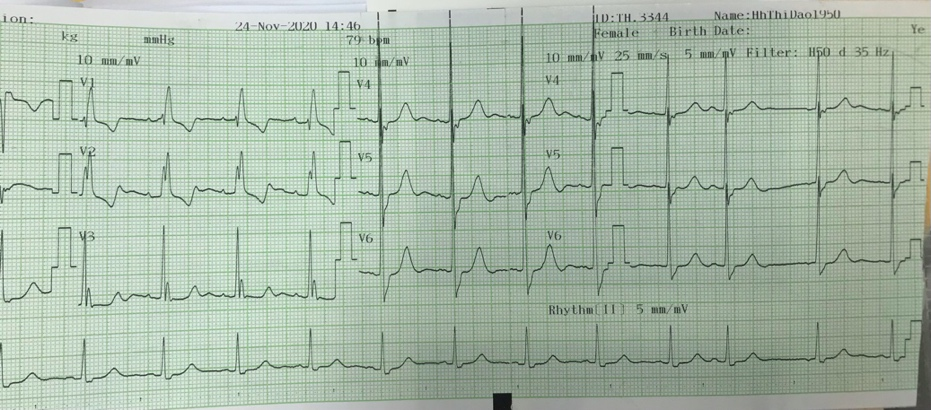 ion:
24-Nov-2020 14:46
ID:TH.3344 Name:HhThiDao1950
kg mmHg 79 bpm
Female Birth Date: Ye
10 mm/mV 10 mm/mV 10 mm/mV 25 mm/s 5 mm/mV Filter: H50 d 35 Hz
V1 V4 V4
V2 V5 V5
V3 V6 V6
Rhythm(II) 5 mm/mV